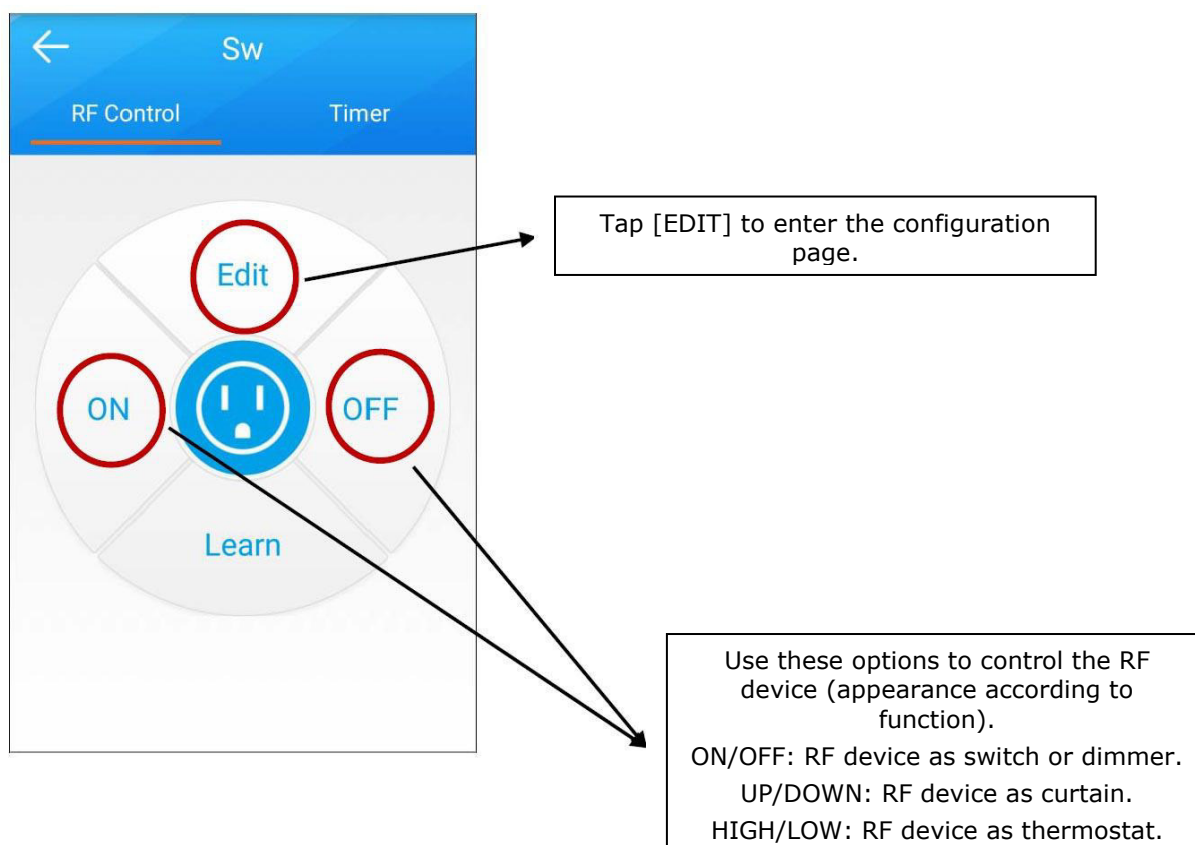 Sw
RF Control
Timer
Tap [EDIT] to enter the configuration
page.
Edit
ON
OFF
Learn
Use these options to control the RF
device (appearance according to
function).
ON/OFF: RF device as switch or dimmer.
UP/DOWN: RF device as curtain.
HIGH/LOW: RF device as thermostat.